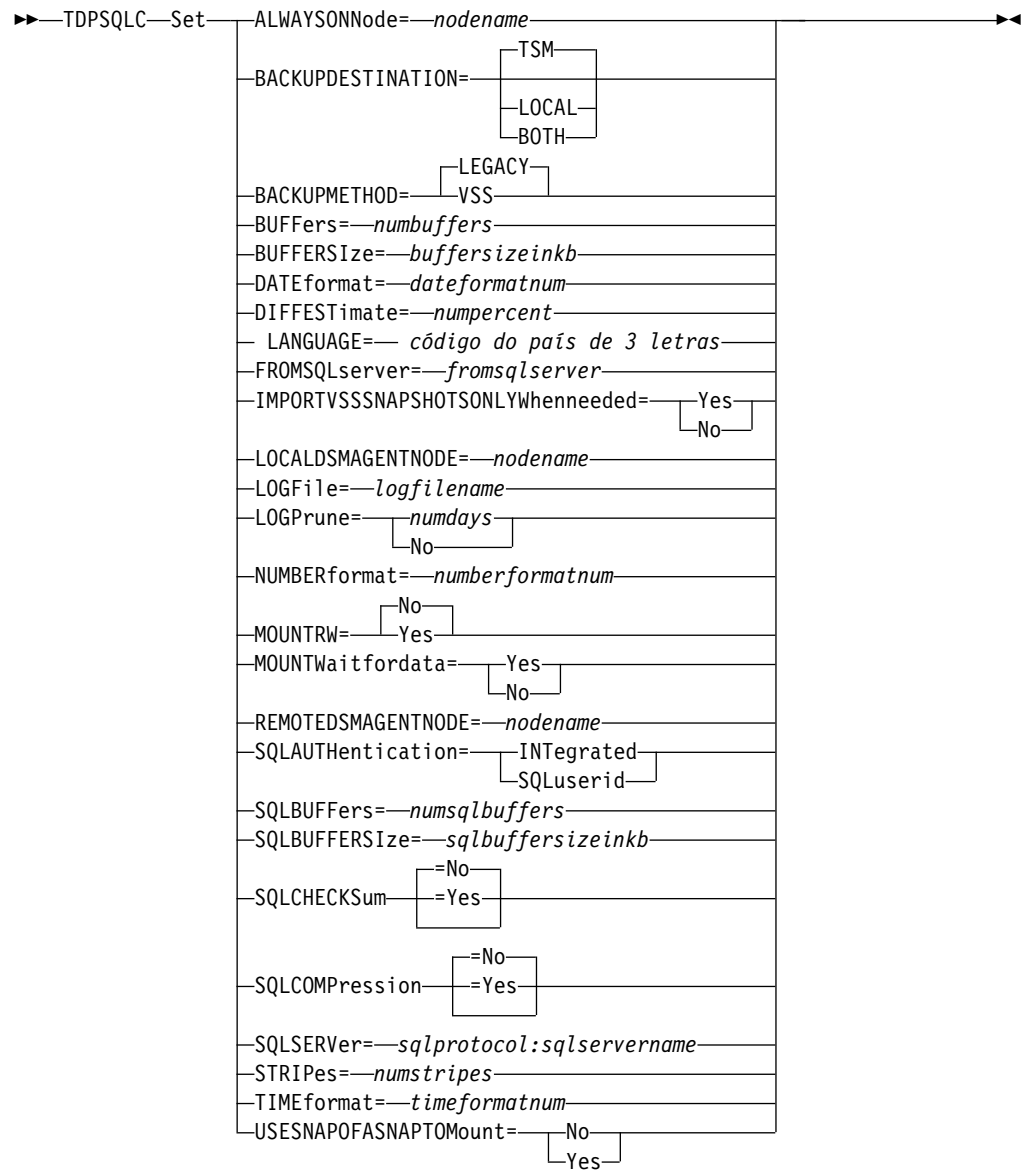 TDPSQLC Set ALWAYSONNode= nodename
TSM
BACKUPDESTINATION=
LOCAL
BOTH
LEGACY
BACKUPMETHOD= VSS
BUFFers= numbuffers
BUFFERSIze= buffersizeinkb
DATEformat= dateformatnum
DIFFESTimate= numpercent
LANGUAGE= código do país de 3 letras
FROMSQLserver= fromsqlserver
IMPORTVSSSNAPSHOTSONLYWhenneeded= Yes
No
LOCALDSMAGENTNODE= nodename
LOGFile= logfilename
LOGPrune= numdays
No
NUMBERformat= numberformatnum
No
MOUNTRW= Yes
MOUNTWaitfordata= Yes
No
REMOTEDSMAGENTNODE= nodename
SQLAUTHentication= INTegrated
SQLuserid
SQLBUFFers= numsqlbuffers
SQLBUFFERSIze= sqlbuffersizeinkb
=No
SQLCHECKSum =Yes
=No
SQLCOMPression =Yes
SQLSERVer= sqlprotocol:sqlservername
STRIPes= numstripes
TIMEformat= timeformatnum
USESNAPOFASNAPTOMount= No
Yes